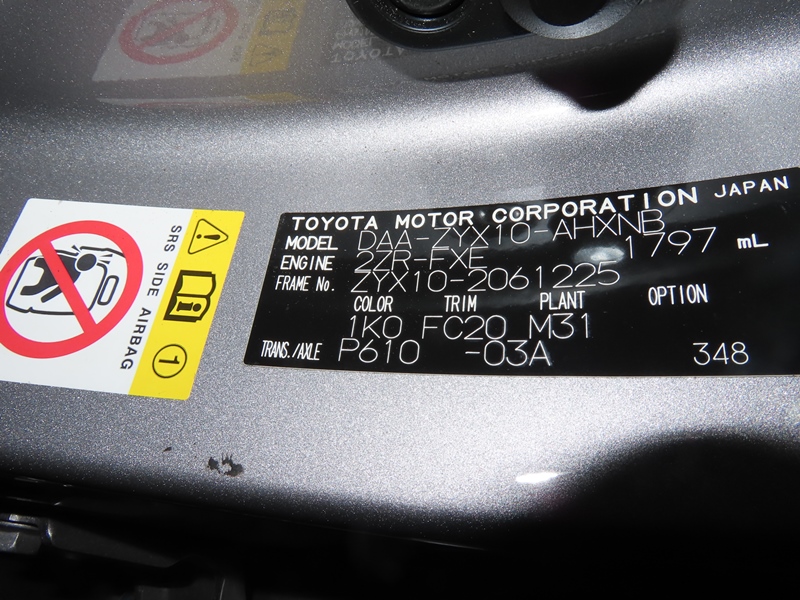 TOYOTA MOTOR CORPORATION JAPAN
MODEL DAA-ZYX10-AHXNB
ENGINE 2ZR-FXE 1797 mL
FRAME No. ZYX10-2061225
COLOR TRIM PLANT OPTION
1K0 FC20 M31
TRANS./AXLE P610 -03A 348
SRS SIDE AIRBAG
1